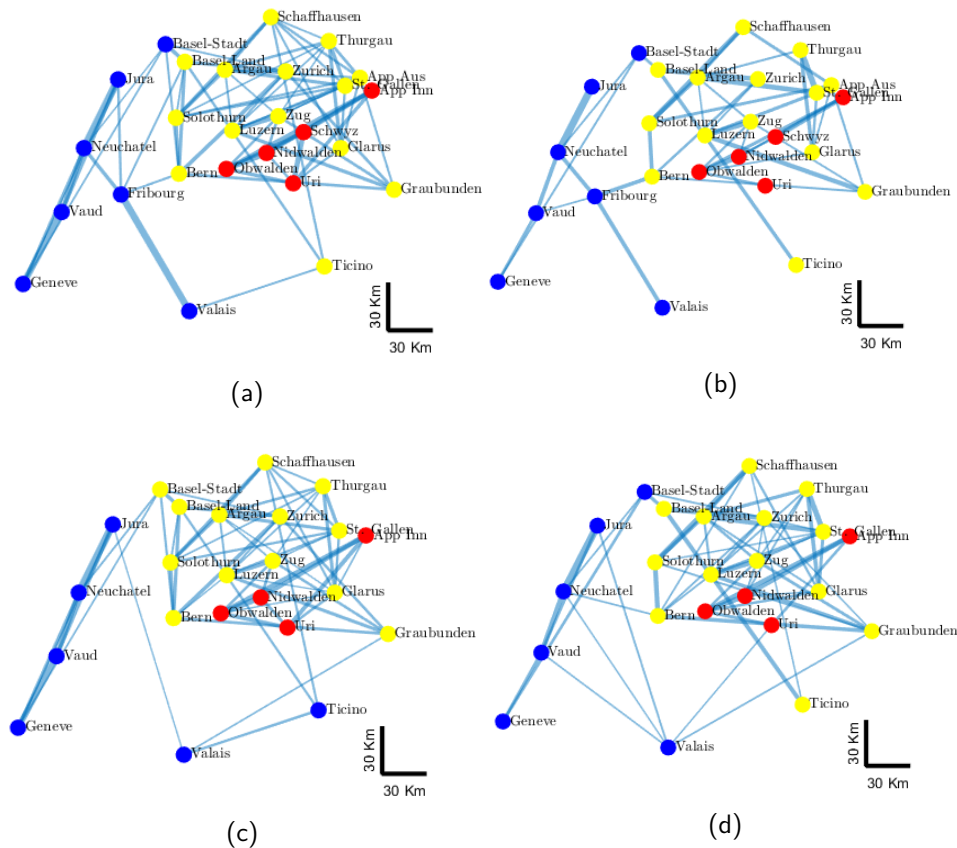 Schaffhausen
Thurgau
Basel-Stadt
Basel-Land
Argau
Zurich
App Aus
St. Gallen
App Inn
Jura
Solothurn
Luzern
Zug
Schwyz
Neuchatel
Nidwalden
Glarus
Bern
Obwalden
Uri
Graubunden
Fribourg
Vaud
Ticino
Geneve
Valais
30 Km
30 Km
(a)
Schaffhausen
Thurgau
Basel-Stadt
Basel-Land
Argau
Zurich
App Aus
St. Gallen
App Inn
Jura
Solothurn
Luzern
Zug
Schwyz
Neuchatel
Nidwalden
Glarus
Bern
Obwalden
Uri
Graubunden
Fribourg
Vaud
Ticino
Geneve
Valais
30 Km
30 Km
(b)
Schaffhausen
Thurgau
Basel-Stadt
Basel-Land
Argau
Zurich
St. Gallen
App Inn
Jura
Solothurn
Luzern
Zug
Neuchatel
Nidwalden
Glarus
Bern
Obwalden
Uri
Graubunden
Vaud
Ticino
Geneve
Valais
30 Km
30 Km
(c)
Schaffhausen
Thurgau
Basel-Stadt
Basel-Land
Argau
Zurich
St. Gallen
App Inn
Jura
Solothurn
Luzern
Zug
Neuchatel
Nidwalden
Glarus
Bern
Obwalden
Uri
Graubunden
Vaud
Ticino
Geneve
Valais
30 Km
30 Km
(d)